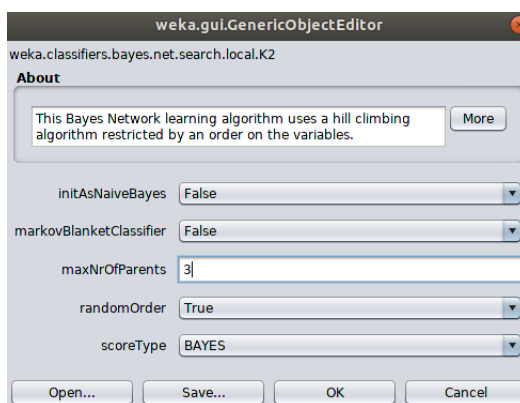 weka.gui.GenericObjectEditor
weka.classifiers.bayes.net.search.local.K2
About
This Bayes Network learning algorithm uses a hill climbing
algorithm restricted by an order on the variables.
More
initAsNaiveBayes False
markovBlanketClassifier False
maxNrOfParents 3
randomOrder True
scoreType BAYES
Open... Save... OK Cancel